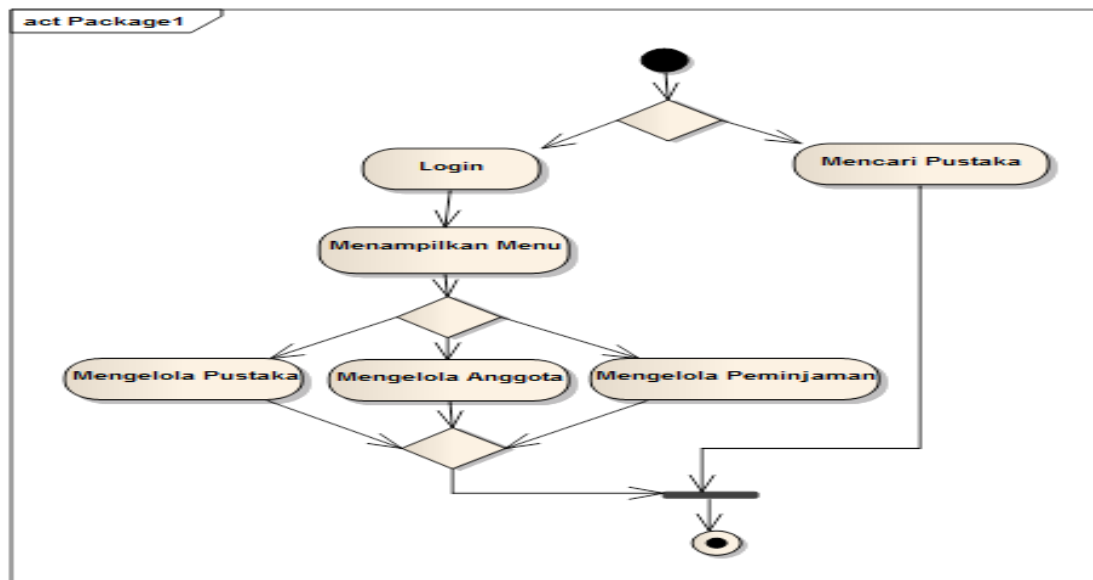 act Package1
Login
Mencari Pustaka
Menampilkan Menu
Mengelola Pustaka
Mengelola Anggota
Mengelola Peminjaman